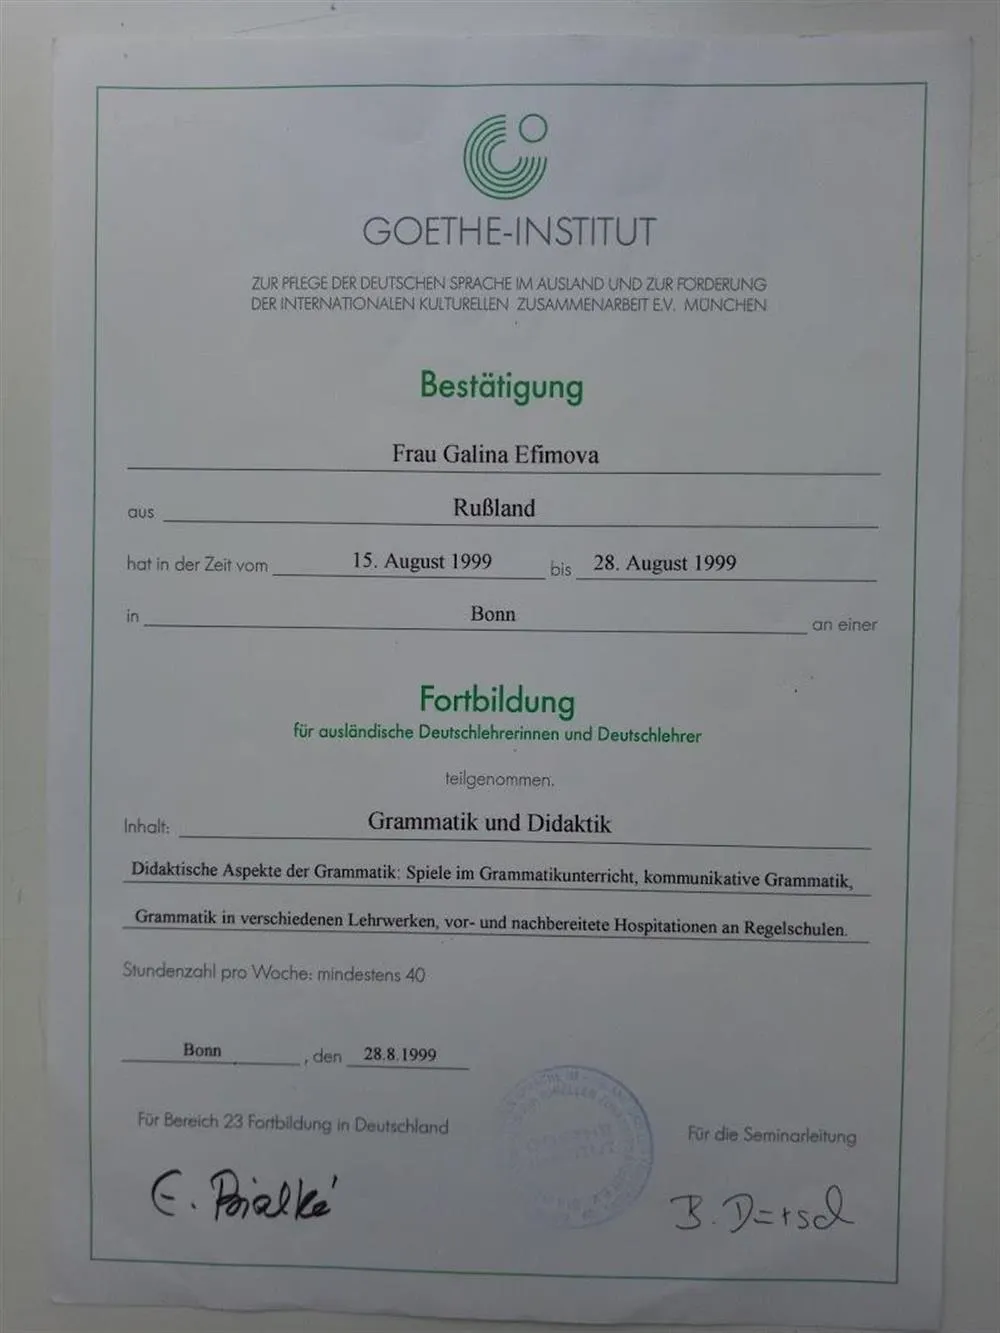 GOETHE-INSTITUT
ZUR PFLEGE DER DEUTSCHEN SPRACHE IM AUSLAND UND ZUR FÖRDERUNG
DER INTERNATIONALEN KULTURELLEN ZUSAMMENARBEIT E.V. MÜNCHEN
Bestätigung
Frau Galina Efimova
aus Rußland
hat in der Zeit vom 15. August 1999 bis 28. August 1999
in Bonn an einer
Fortbildung
für ausländische Deutschlehrerinnen und Deutschlehrer
teilgenommen.
Inhalt: Grammatik und Didaktik
Didaktische Aspekte der Grammatik: Spiele im Grammatikunterricht, kommunikative Grammatik,
Grammatik in verschiedenen Lehrwerken, vor- und nachbereitete Hospitationen an Regelschulen.
Stundenzahl pro Woche: mindestens 40
Bonn, den 28.8.1999
Für Bereich 23 Fortbildung in Deutschland
Für die Seminarleitung
E. Bialké
B.